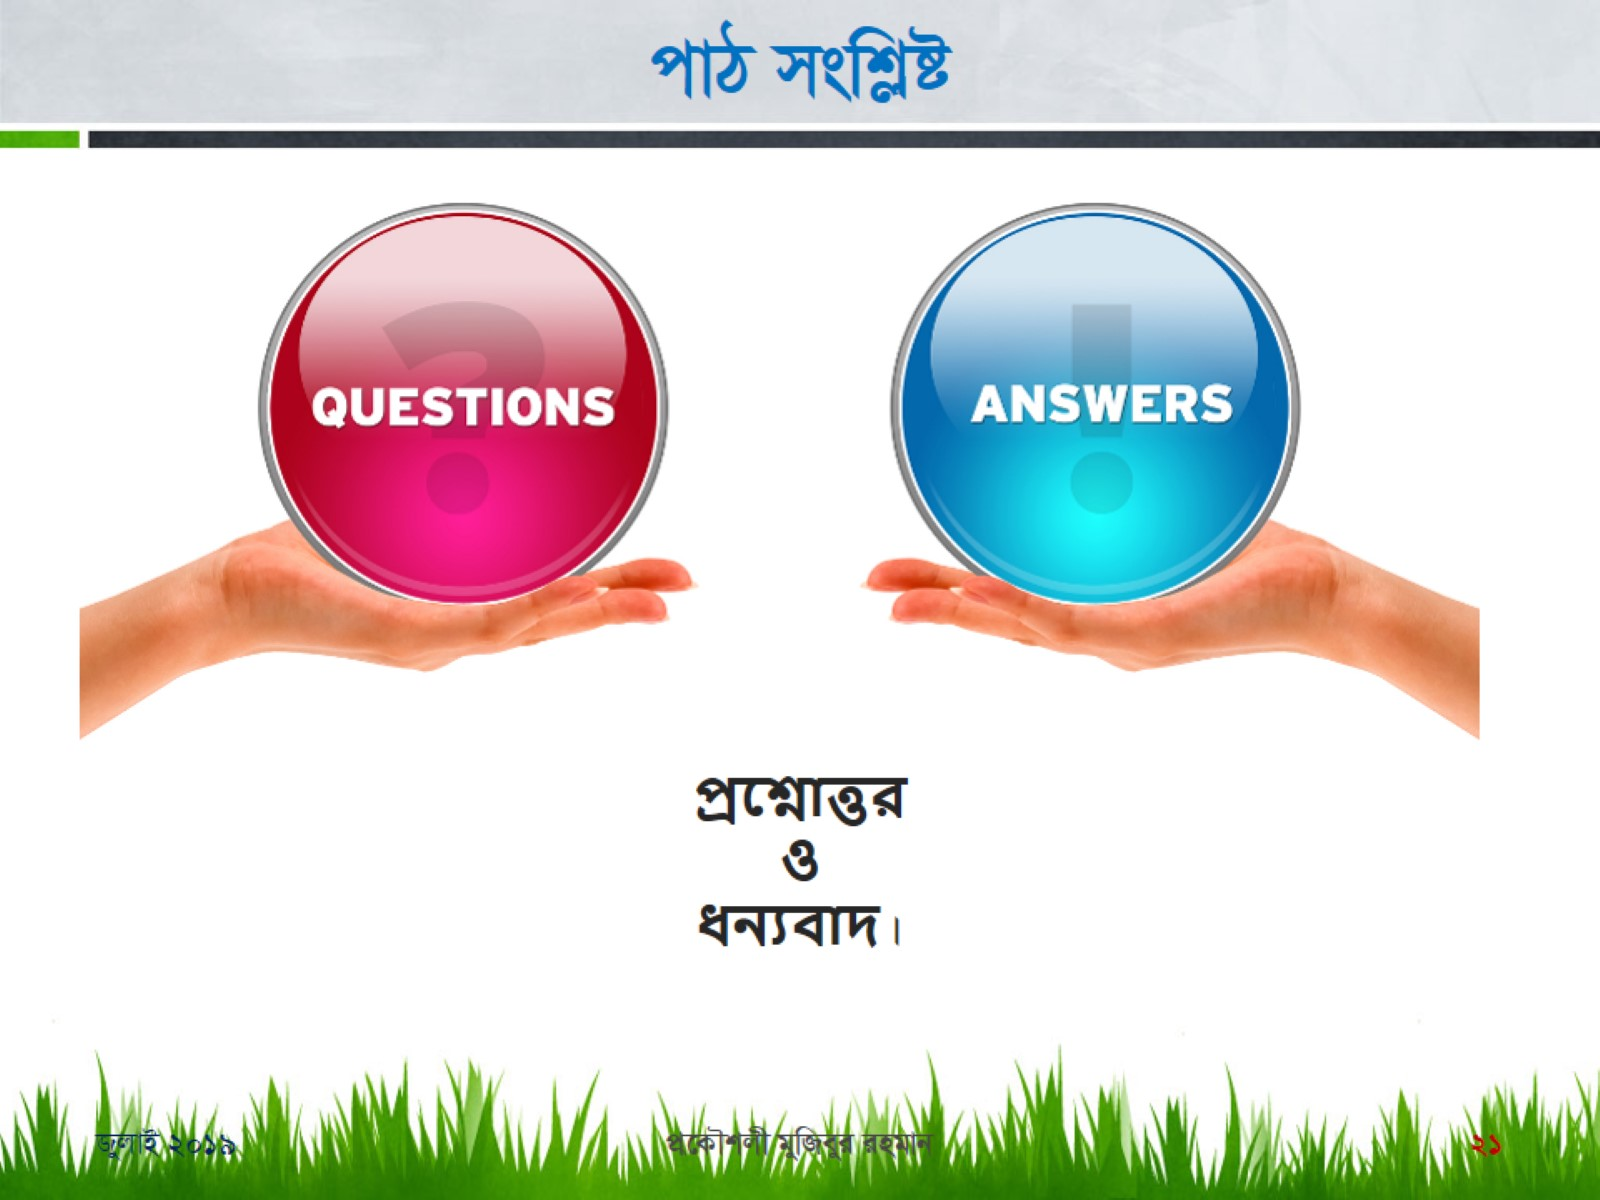 পাঠ সংশ্লিষ্ট
QUESTIONS
ANSWERS
প্রশ্নোত্তর
ও
ধন্যবাদ।
জুলাই ২০১৯
প্রকৌশলী মুজিবুর রহমান
২১